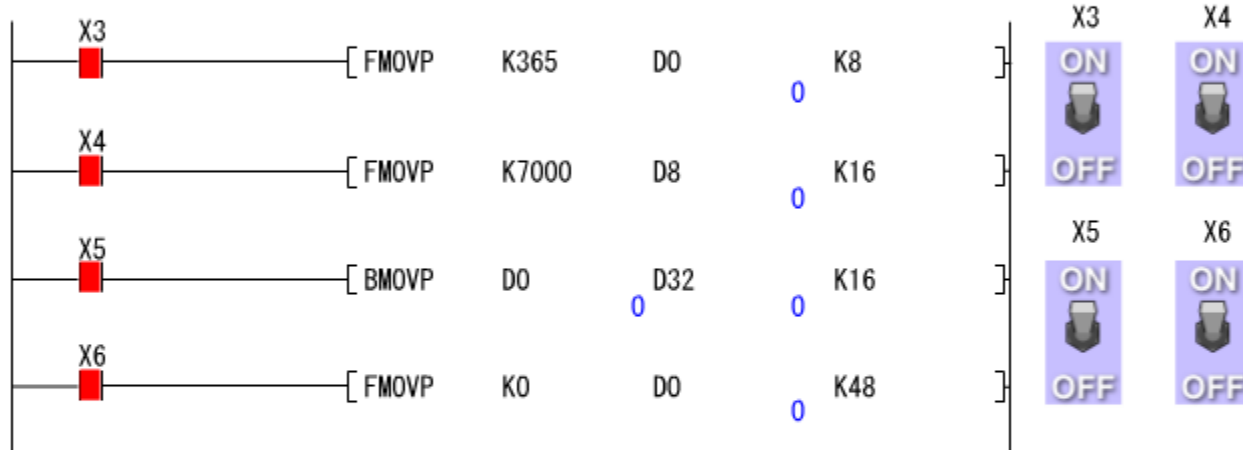 X3
FMOVP K365 D0 K8
0
X4
FMOVP K7000 D8 K16
0
X5
BMOVP D0 D32 K16
0 0
X6
FMOVP K0 D0 K48
0
X3 X4
ON ON
OFF OFF
X5 X6
ON ON
OFF OFF